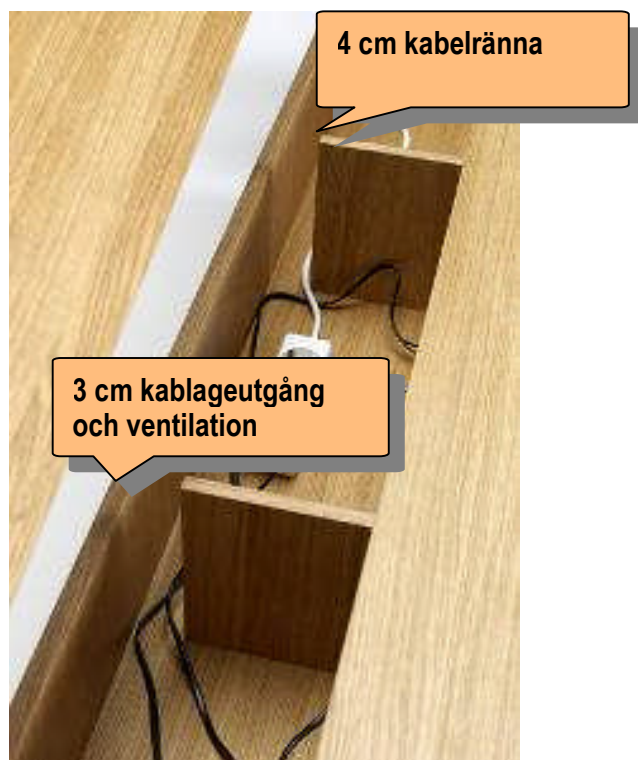 4 cm kabelränna
3 cm kablageutgång
och ventilation